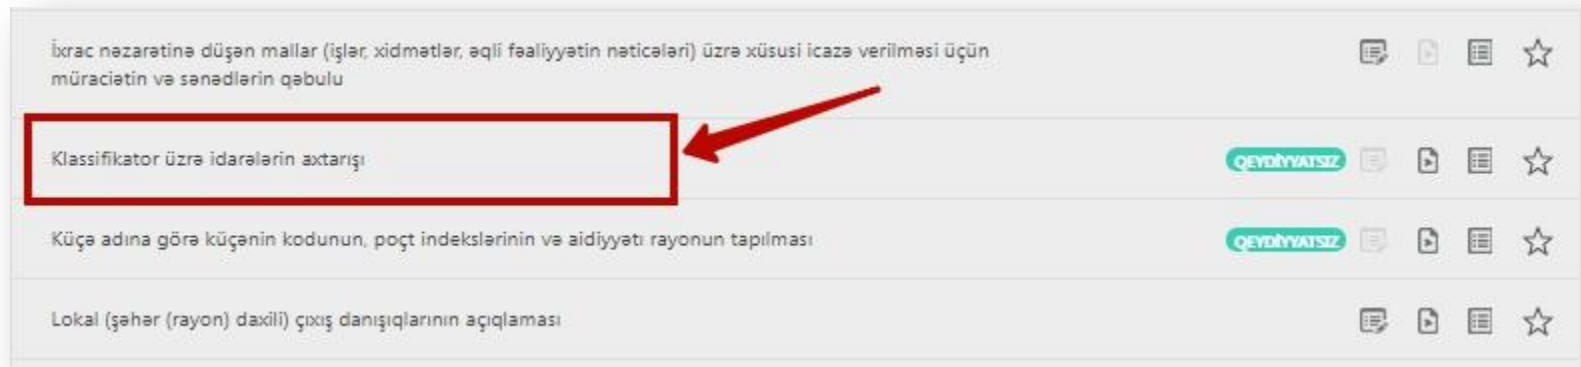 İxrac nəzarətinə düşən mallar (işlər, xidmətlər, əqli fəaliyyətin nəticələri) üzrə xüsusi icazə verilməsi üçün
müraciətin və sənədlərin qəbulu
Klassifikator üzrə idarələrin axtarışı
QEYDİYYATSIZ
Küçə adına görə küçənin kodunun, poçt indekslərinin və aidiyyəti rayonun tapılması
QEYDİYYATSIZ
Lokal (şəhər (rayon) daxili) çıxış danışıqlarının açıqlaması